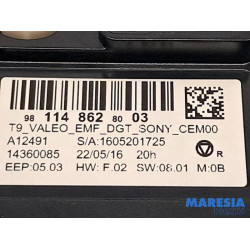 98 114 862 80 03
T9_VALEO_EMF_DGT_SONY_CEM00
A12491 S/A:1605201725
14360085 22/05/16 20h R
EEP:05.03 HW: F.02 SW:08.01 M:0B
MARESIA
PARTS